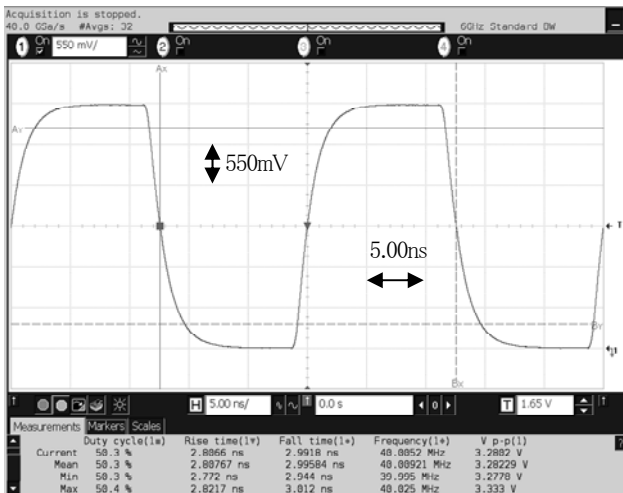 Acquisition is stopped.
40.0 GSa/s #Avgs: 32
6GHz Standard BW
1 On 550 mV/ 2 On 3 On 4 On
Ax
Ay
550mV
5.00ns
T
By
1
Bx
H 5.00 ns/ 0.0 s 0 T 1.65 V
Measurements Markers Scales
?
Duty cycle(1■) Rise time(1▾) Fall time(1◆) Frequency(1◆) V p-p(1)
Current 50.3 % 2.8066 ns 2.9918 ns 40.0052 MHz 3.2802 V
Mean 50.3 % 2.80767 ns 2.99584 ns 40.00921 MHz 3.28229 V
Min 50.3 % 2.772 ns 2.944 ns 39.995 MHz 3.2770 V
Max 50.4 % 2.8217 ns 3.012 ns 40.025 MHz 3.333 V